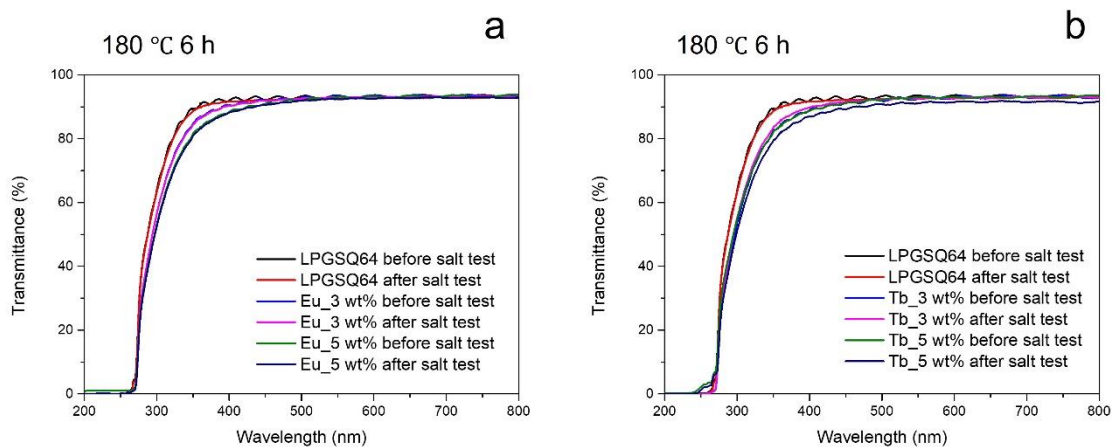 180 ℃ 6 h
a
100
80
60
40
20
0
Transmittance (%)
LPGSQ64 before salt test
LPGSQ64 after salt test
Eu_3 wt% before salt test
Eu_3 wt% after salt test
Eu_5 wt% before salt test
Eu_5 wt% after salt test
200 300 400 500 600 700 800
Wavelength (nm)
180 ℃ 6 h
b
100
80
60
40
20
0
Transmittance (%)
LPGSQ64 before salt test
LPGSQ64 after salt test
Tb_3 wt% before salt test
Tb_3 wt% after salt test
Tb_5 wt% before salt test
Tb_5 wt% after salt test
200 300 400 500 600 700 800
Wavelength (nm)